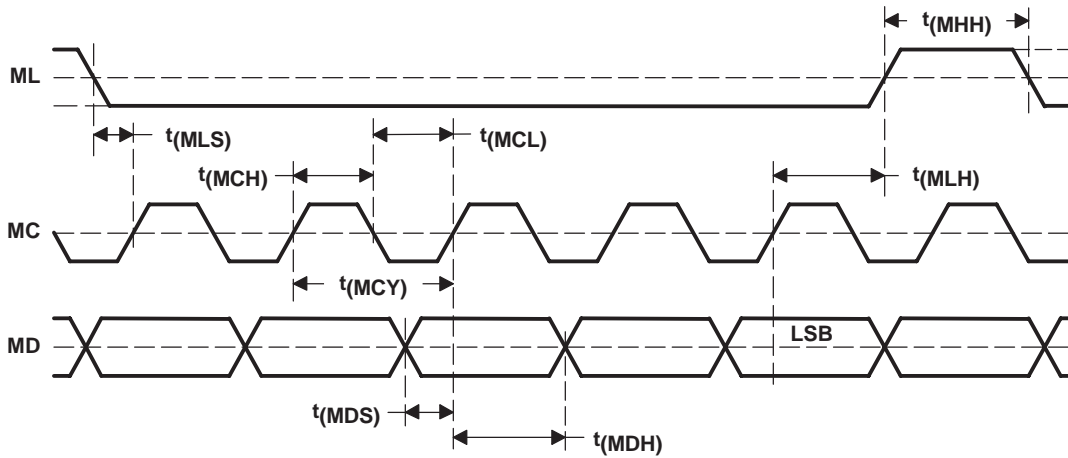 t(MHH)
ML
t(MLS)
t(MCL)
t(MCH)
t(MLH)
MC
t(MCY)
MD
LSB
t(MDS)
t(MDH)